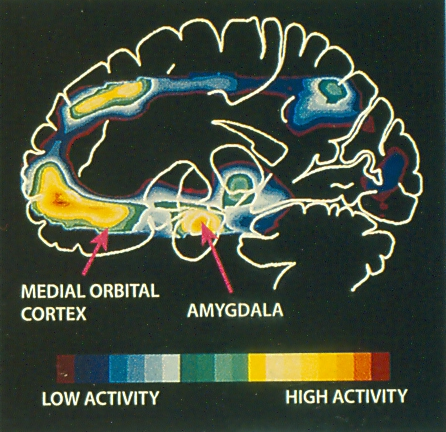 MEDIAL ORBITAL
CORTEX
AMYGDALA
LOW ACTIVITY
HIGH ACTIVITY